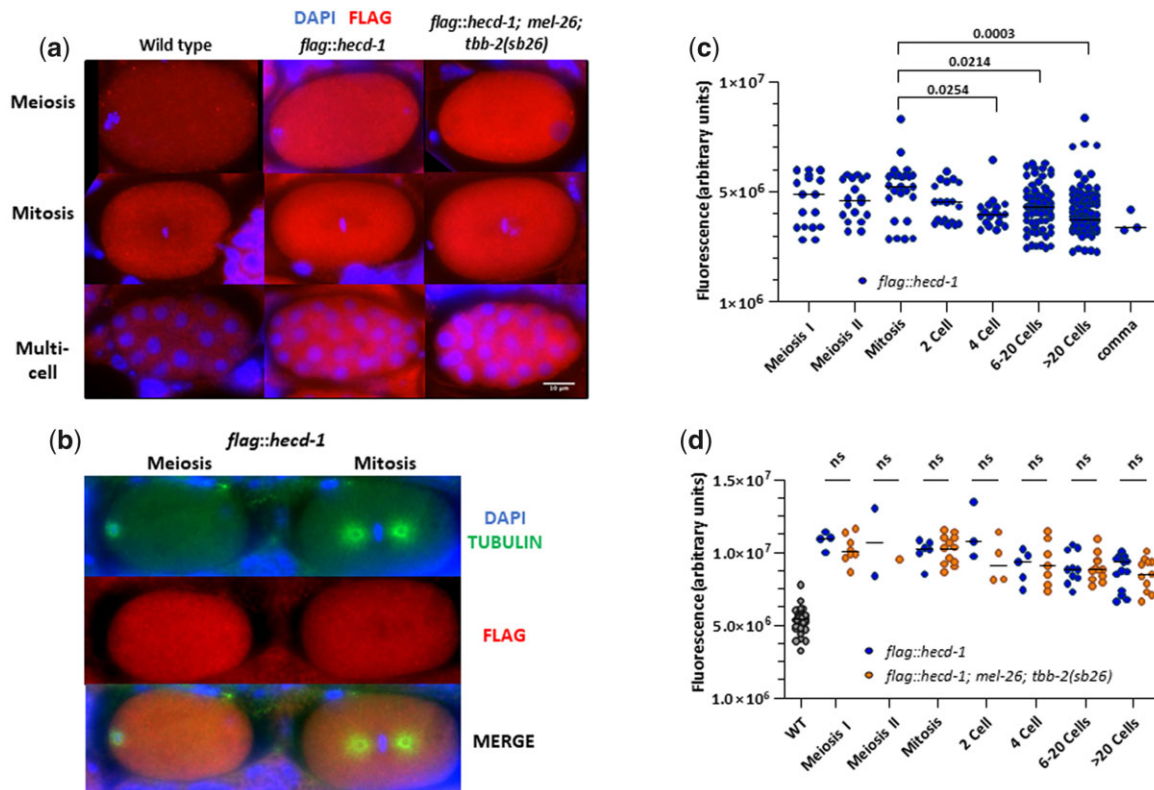 (a)
DAPI FLAG
Wild type
flag::hecd-1
flag::hecd-1; mel-26;
tbb-2(sb26)
Meiosis
Mitosis
Multi-
cell
10 µm
(b)
flag::hecd-1
Meiosis
Mitosis
DAPI
TUBULIN
FLAG
MERGE
(c)
0.0003
0.0214
0.0254
Fluorescence (arbitrary units)
1×10⁷
5×10⁶
1×10⁶
flag::hecd-1
Meiosis I
Meiosis II
Mitosis
2 Cell
4 Cell
6-20 Cells
>20 Cells
comma
(d)
ns
ns
ns
ns
ns
ns
ns
Fluorescence (arbitrary units)
1.5×10⁷
1.0×10⁷
5.0×10⁶
1.0×10⁶
flag::hecd-1
flag::hecd-1; mel-26; tbb-2(sb26)
WT
Meiosis I
Meiosis II
Mitosis
2 Cell
4 Cell
6-20 Cells
>20 Cells